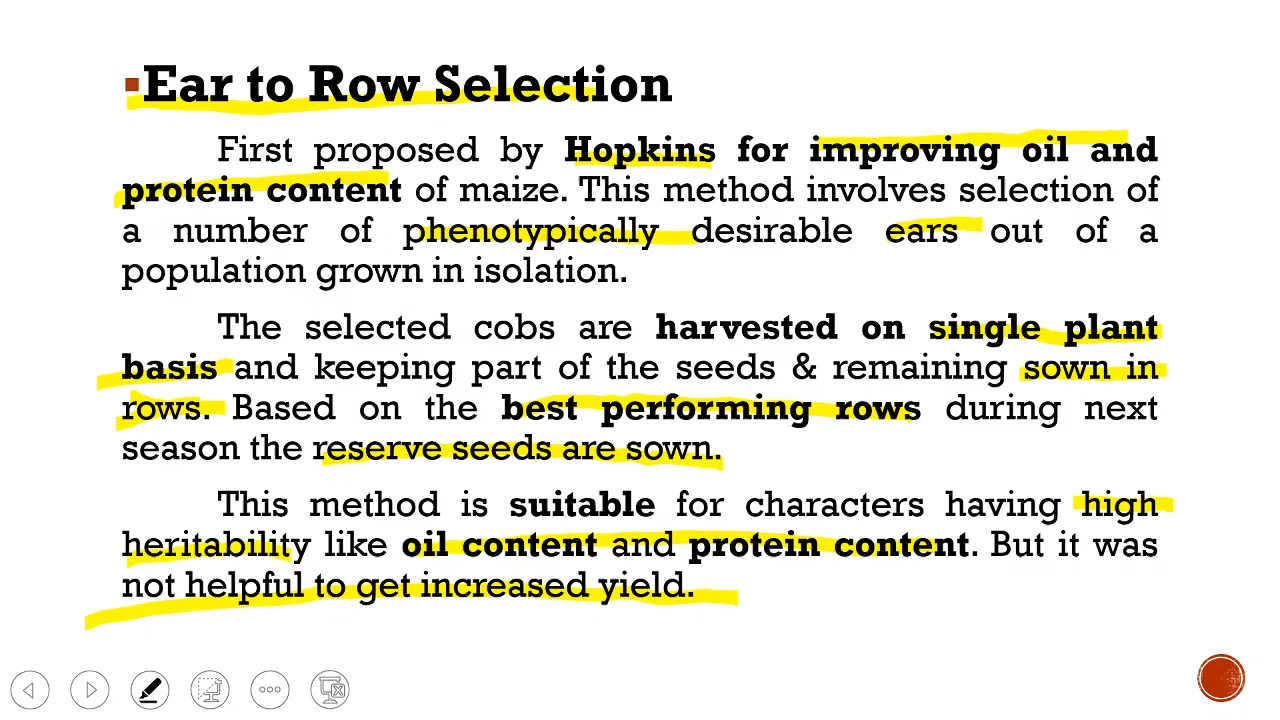 Ear to Row Selection
First proposed by Hopkins for improving oil and
protein content of maize. This method involves selection of
a number of phenotypically desirable ears out of a
population grown in isolation.
The selected cobs are harvested on single plant
basis and keeping part of the seeds & remaining sown in
rows. Based on the best performing rows during next
season the reserve seeds are sown.
This method is suitable for characters having high
heritability like oil content and protein content. But it was
not helpful to get increased yield.